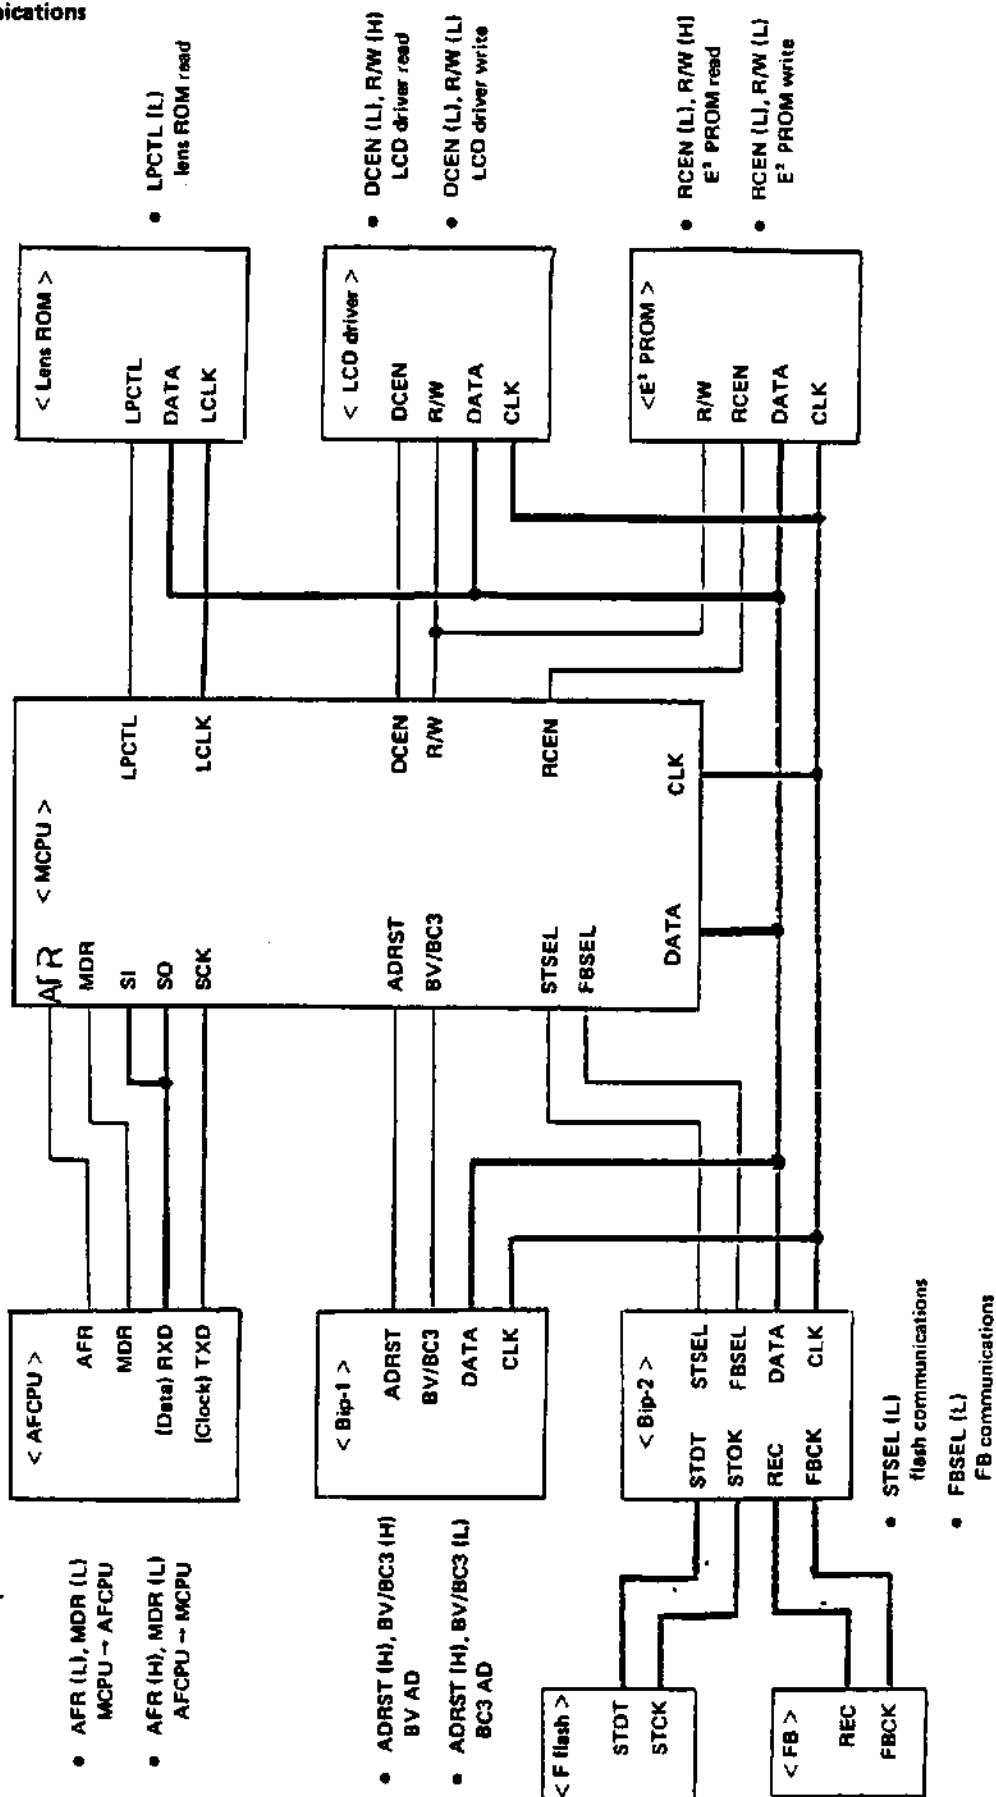 nications
• AFR (L), MDR (L)
MCPU → AFCPU
• AFR (H), MDR (L)
AFCPU → MCPU
< AFCPU >
AFR
MDR
(Data) RXD
(Clock) TXD
AFR
MDR
SI
SO
SCK
< MCPU >
LPCTL
LCLK
< Lens ROM >
LPCTL
DATA
LCLK
• LPCTL (L)
lens ROM read
• ADRST (H), BV/BC3 (H)
BV AD
• ADRST (H), BV/BC3 (L)
BC3 AD
< Bip-1 >
ADRST
BV/BC3
DATA
CLK
ADRST
BV/BC3
DCEN
R/W
< LCD driver >
DCEN
R/W
DATA
CLK
• DCEN (L), R/W (H)
LCD driver read
• DCEN (L), R/W (L)
LCD driver write
STSEL
FBSEL
RCEN
DATA
CLK
< F flash >
STDT
STCK
< FB >
REC
FBCK
< Bip-2 >
STDT
STOK
REC
FBCK
STSEL
FBSEL
DATA
CLK
<E² PROM >
R/W
RCEN
DATA
CLK
• RCEN (L), R/W (H)
E² PROM read
• RCEN (L), R/W (L)
E² PROM write
• STSEL (L)
flash communications
• FBSEL (L)
FB communications